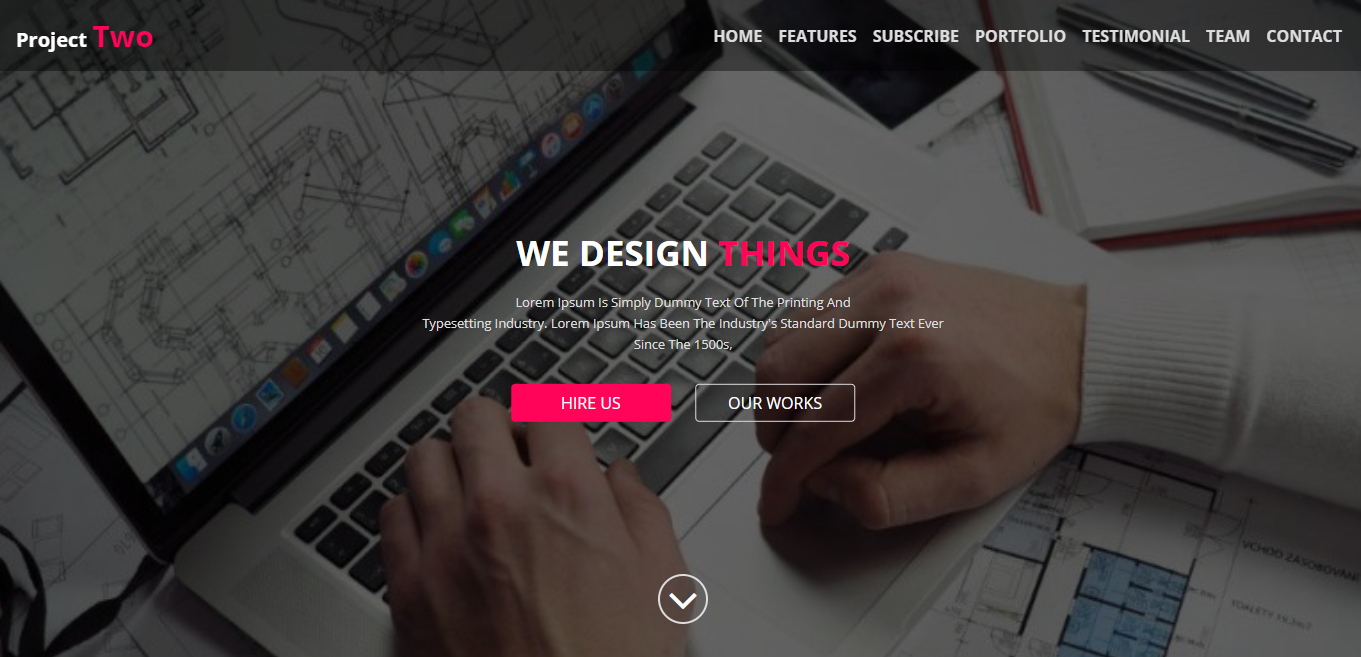 Project Two
HOME FEATURES SUBSCRIBE PORTFOLIO TESTIMONIAL TEAM CONTACT
WE DESIGN THINGS
Lorem Ipsum Is Simply Dummy Text Of The Printing And
Typesetting Industry. Lorem Ipsum Has Been The Industry's Standard Dummy Text Ever
Since The 1500s,
HIRE US
OUR WORKS
VCHOD ZASOBOVÁNÍ